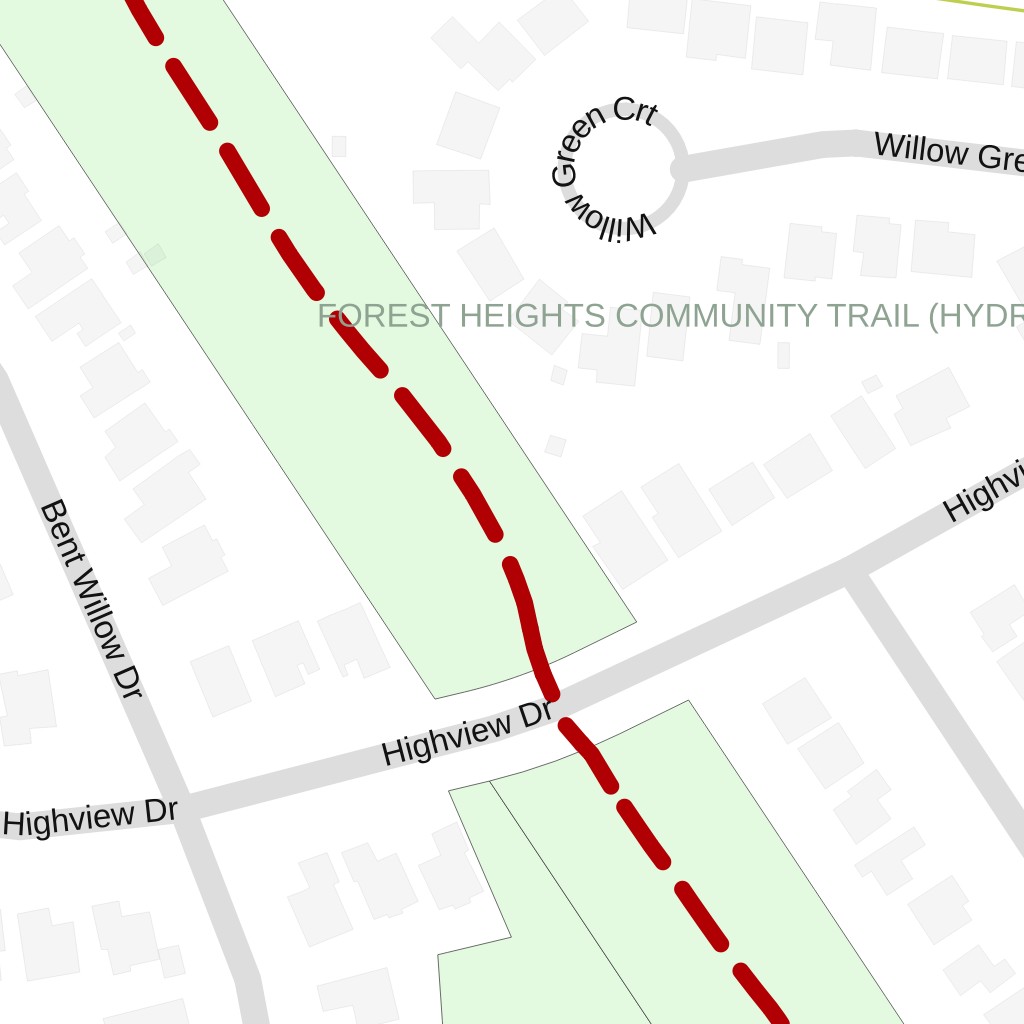 Willow Green Crt
Willow Gre
FOREST HEIGHTS COMMUNITY TRAIL (HYDR
Highvi
Bent Willow Dr
Highview Dr
Highview Dr